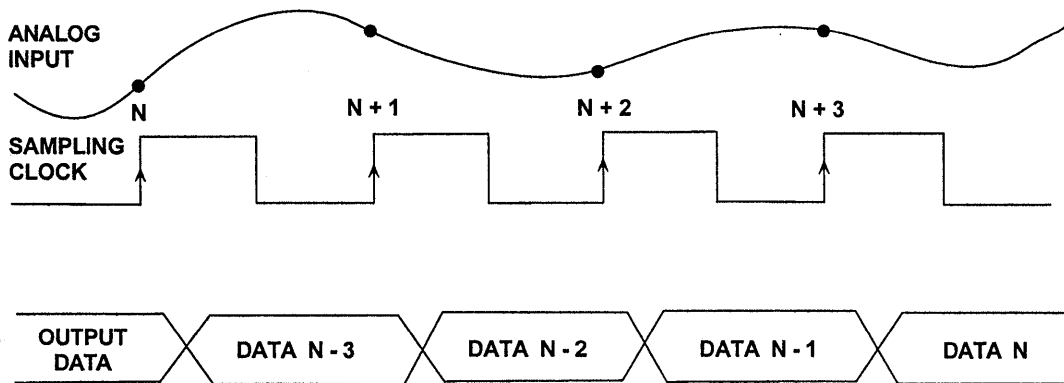 ANALOG
INPUT
N
N + 1
N + 2
N + 3
SAMPLING
CLOCK
OUTPUT
DATA
DATA N - 3
DATA N - 2
DATA N - 1
DATA N